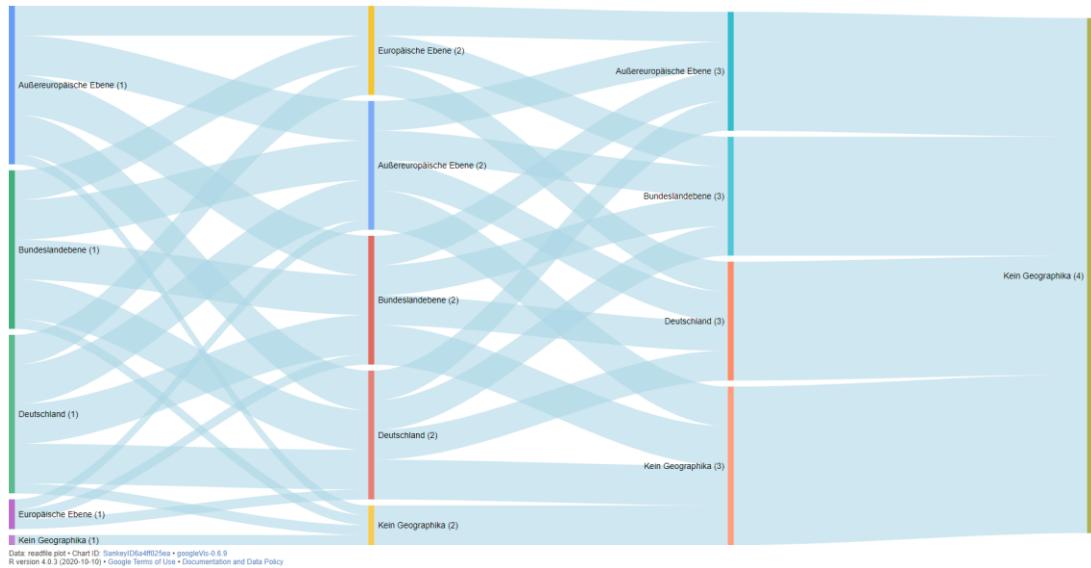 Außereuropäische Ebene (1)
Bundeslandebene (1)
Deutschland (1)
Europäische Ebene (1)
Kein Geographika (1)
Europäische Ebene (2)
Außereuropäische Ebene (2)
Bundeslandebene (2)
Deutschland (2)
Kein Geographika (2)
Außereuropäische Ebene (3)
Bundeslandebene (3)
Deutschland (3)
Kein Geographika (3)
Kein Geographika (4)
Data: readfile plot • Chart ID: SankeyID6a4ff025ea • googleVis-0.6.9
R version 4.0.3 (2020-10-10) • Google Terms of Use • Documentation and Data Policy